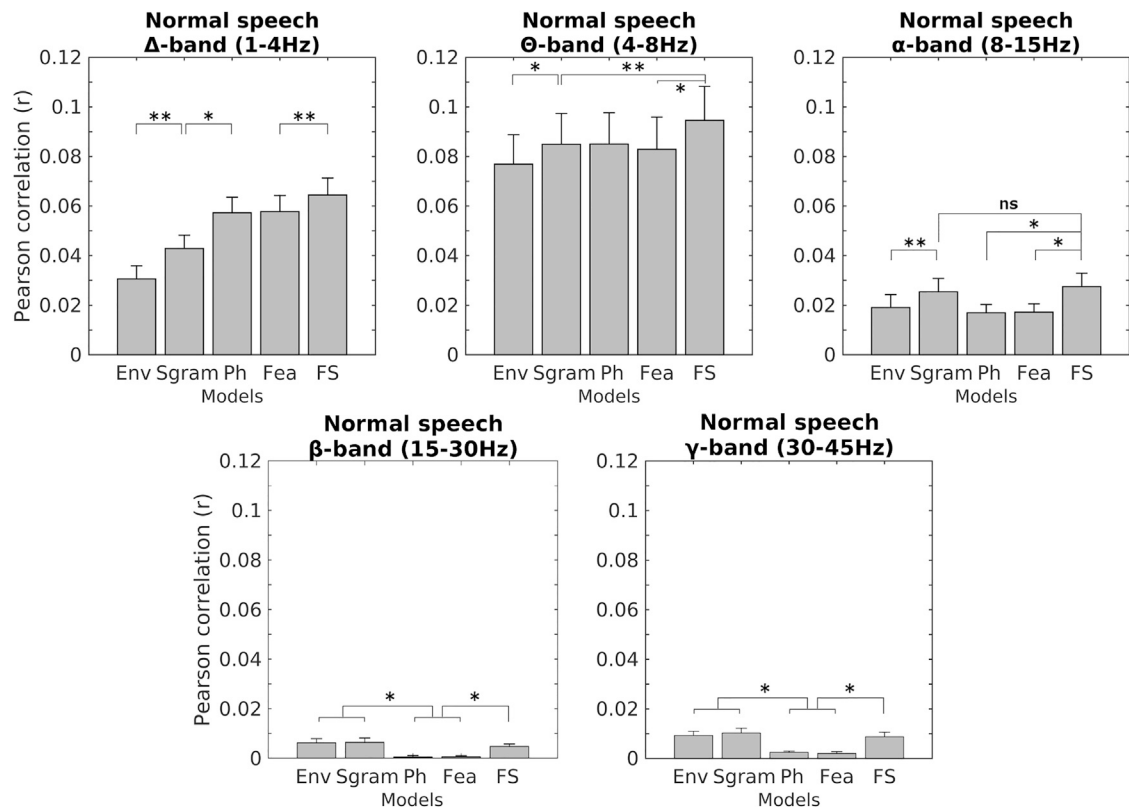 Normal speech
Δ-band (1-4Hz)
Normal speech
Θ-band (4-8Hz)
Normal speech
α-band (8-15Hz)
Pearson correlation (r)
0.12
0.1
0.08
0.06
0.04
0.02
0
** * **
Env Sgram Ph Fea FS
Models
0.12
0.1
0.08
0.06
0.04
0.02
0
* **
*
Env Sgram Ph Fea FS
Models
0.12
0.1
0.08
0.06
0.04
0.02
0
ns
*
** *
Env Sgram Ph Fea FS
Models
Normal speech
β-band (15-30Hz)
Normal speech
γ-band (30-45Hz)
Pearson correlation (r)
0.12
0.1
0.08
0.06
0.04
0.02
0
* *
Env Sgram Ph Fea FS
Models
0.12
0.1
0.08
0.06
0.04
0.02
0
* *
Env Sgram Ph Fea FS
Models